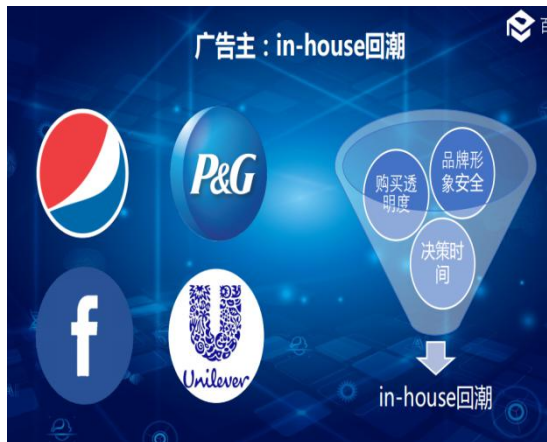 广告主：in-house回潮
百
P&G
购买透
明度
品牌形
象安全
决策时
间
f
Unilever
in-house回潮